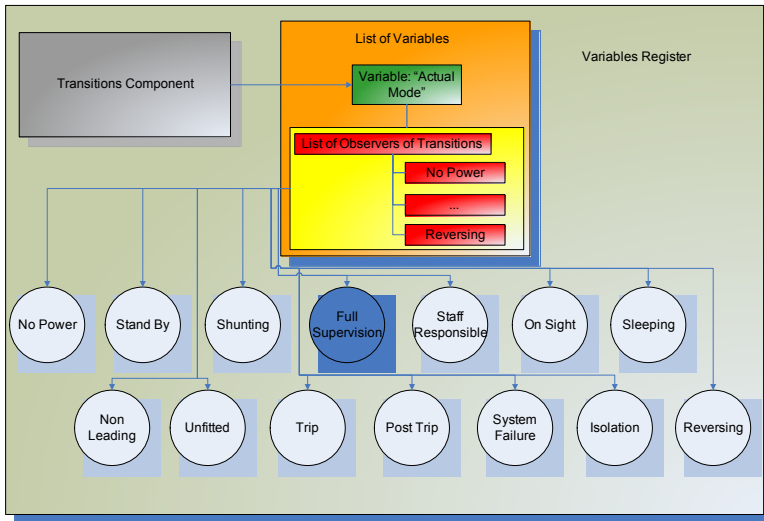 List of Variables
Variables Register
Transitions Component
Variable: “Actual
Mode”
List of Observers of Transitions
No Power
...
Reversing
No Power
Stand By
Shunting
Full
Supervision
Staff
Responsible
On Sight
Sleeping
Non
Leading
Unfitted
Trip
Post Trip
System
Failure
Isolation
Reversing